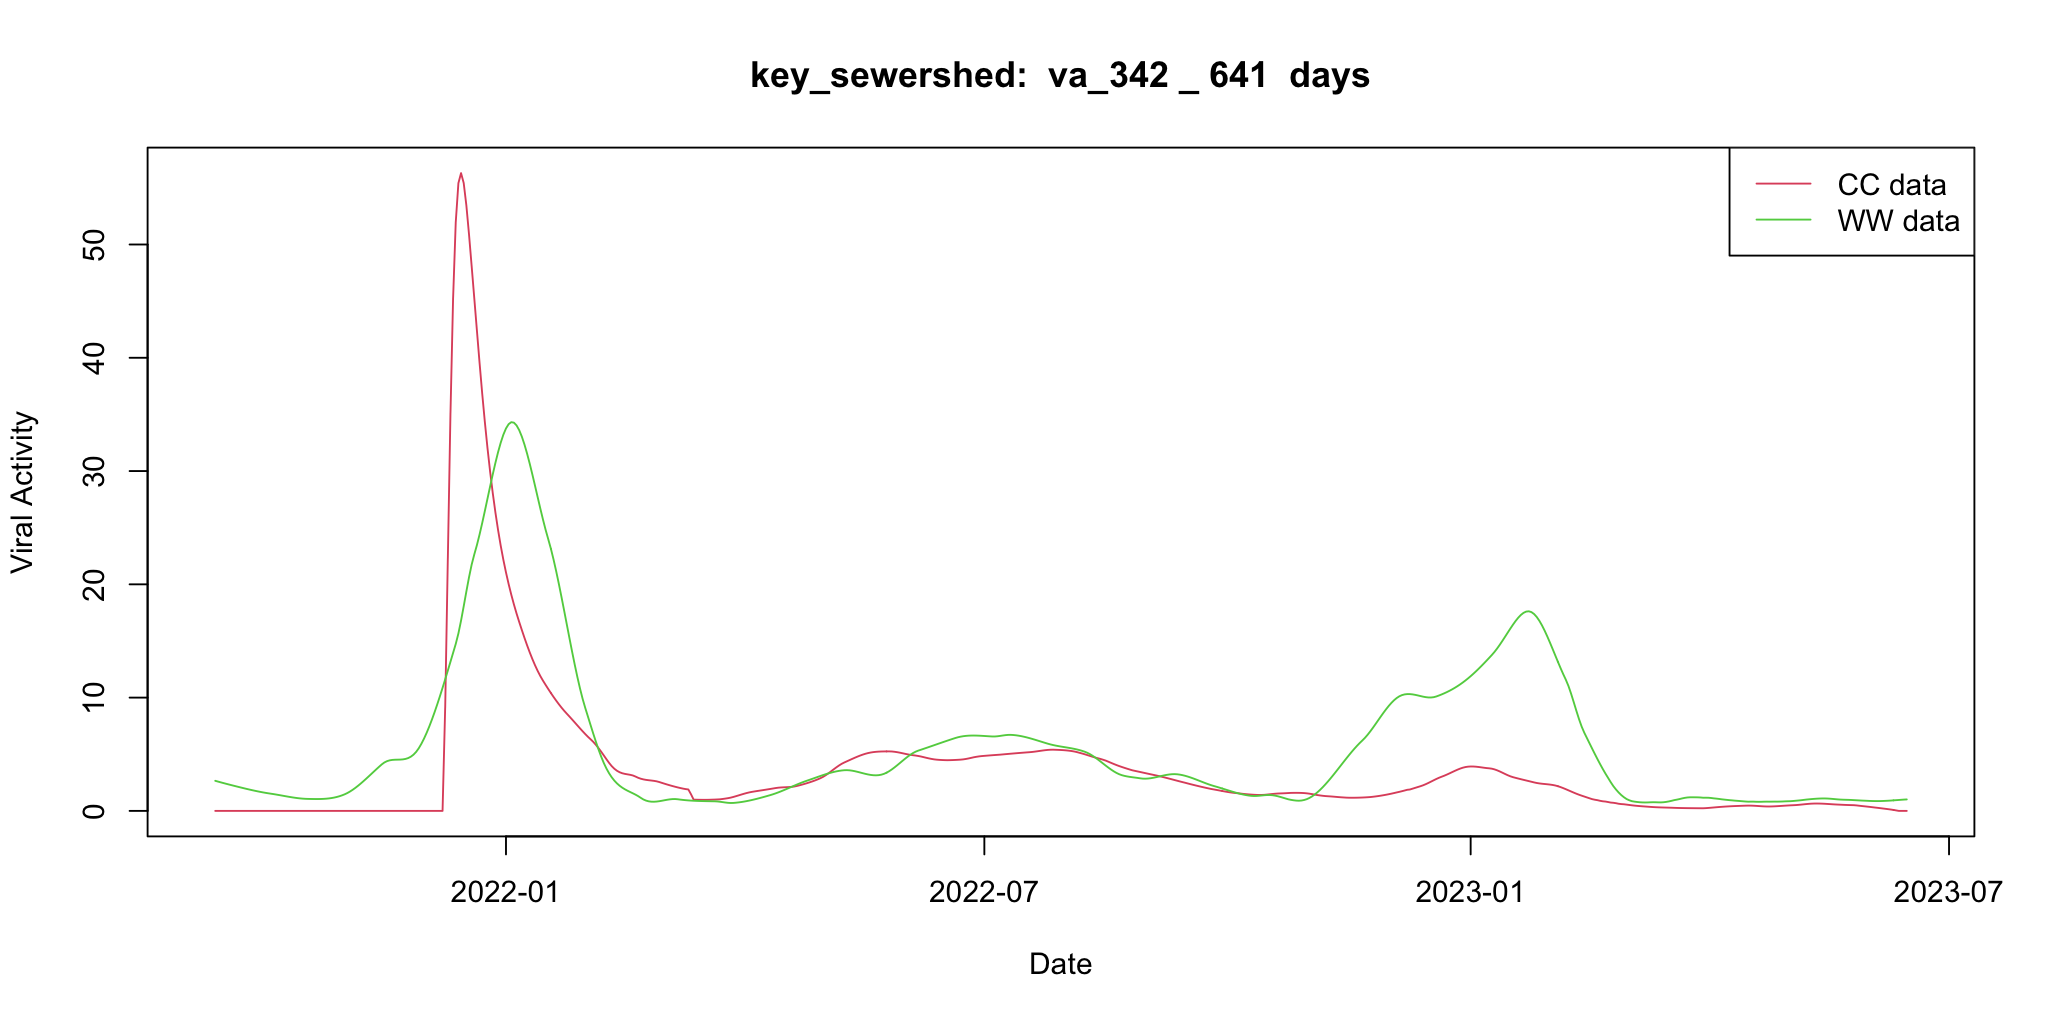 key_sewershed:  va_342 _ 641  days
CC data
WW data
Viral Activity
50
40
30
20
10
0
2022-01
2022-07
2023-01
2023-07
Date